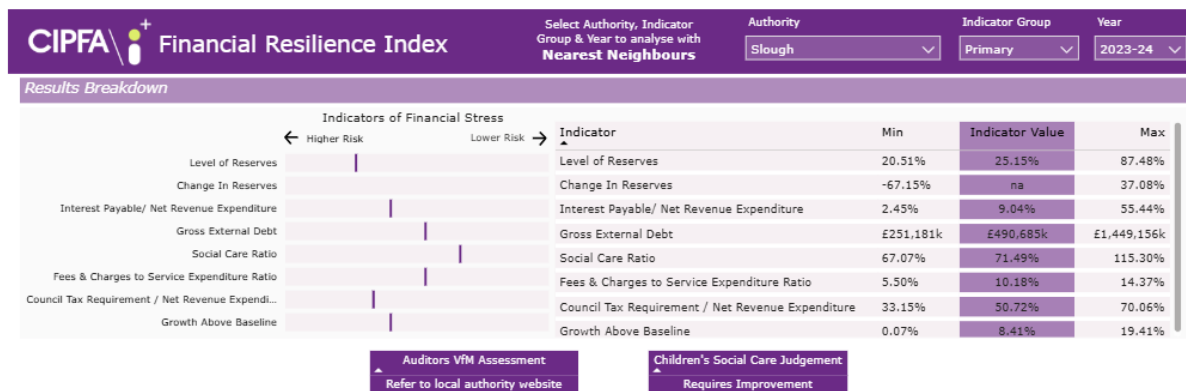 CIPFA\ i+ Financial Resilience Index
Select Authority, Indicator
Group & Year to analyse with
Nearest Neighbours
Authority
Slough
Indicator Group
Primary
Year
2023-24
Results Breakdown
Indicators of Financial Stress
← Higher Risk Lower Risk →
Level of Reserves
Change In Reserves
Interest Payable/ Net Revenue Expenditure
Gross External Debt
Social Care Ratio
Fees & Charges to Service Expenditure Ratio
Council Tax Requirement / Net Revenue Expendi...
Growth Above Baseline
Indicator Min Indicator Value Max
Level of Reserves 20.51% 25.15% 87.48%
Change In Reserves -67.15% na 37.08%
Interest Payable/ Net Revenue Expenditure 2.45% 9.04% 55.44%
Gross External Debt £251,181k £490,685k £1,449,156k
Social Care Ratio 67.07% 71.49% 115.30%
Fees & Charges to Service Expenditure Ratio 5.50% 10.18% 14.37%
Council Tax Requirement / Net Revenue Expenditure 33.15% 50.72% 70.06%
Growth Above Baseline 0.07% 8.41% 19.41%
Auditors VfM Assessment
Refer to local authority website
Children's Social Care Judgement
Requires Improvement